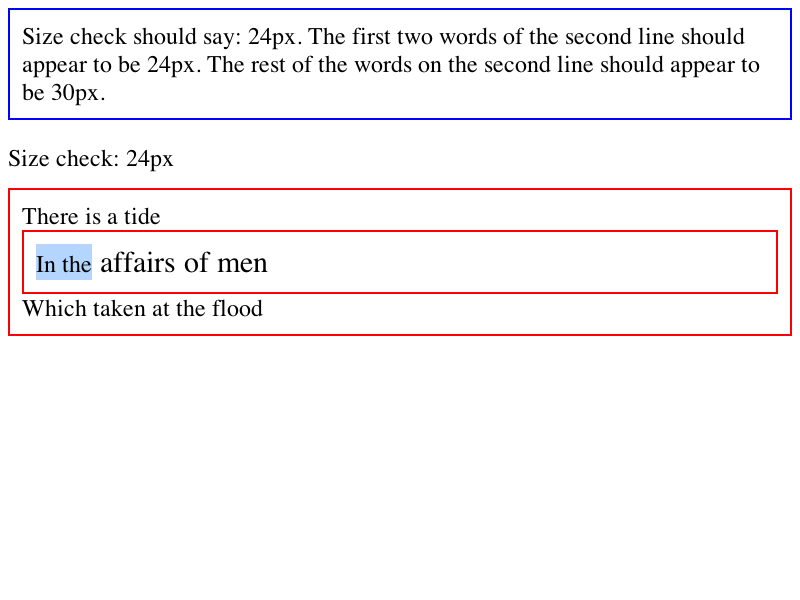 Size check should say: 24px. The first two words of the second line should
appear to be 24px. The rest of the words on the second line should appear to
be 30px.
Size check: 24px
There is a tide
In the affairs of men
Which taken at the flood